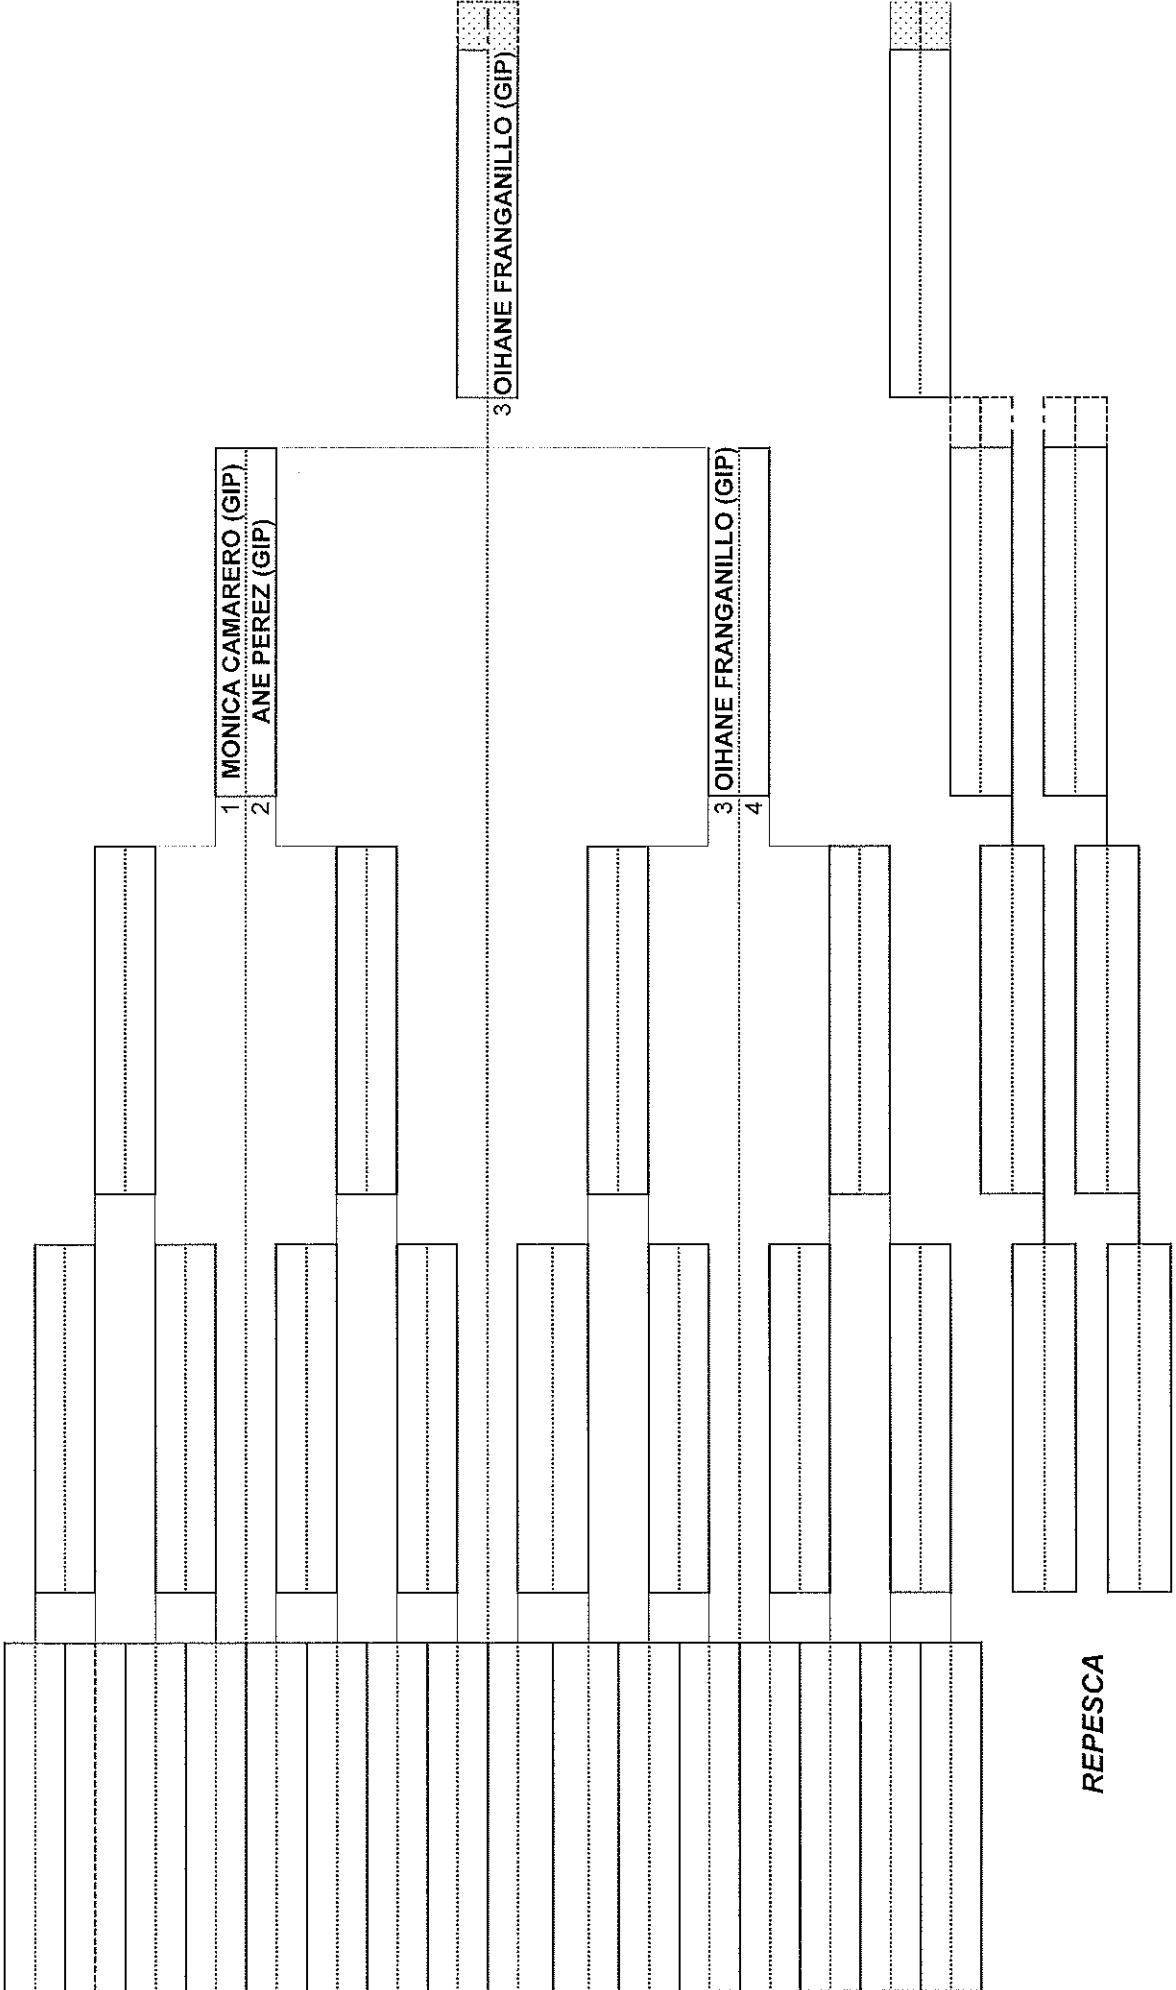 1 MONICA CAMARERO (GIP)
2 ANE PEREZ (GIP)
3 OIHANE FRANGANILLO (GIP)
4
3 OIHANE FRANGANILLO (GIP)
REPESCA